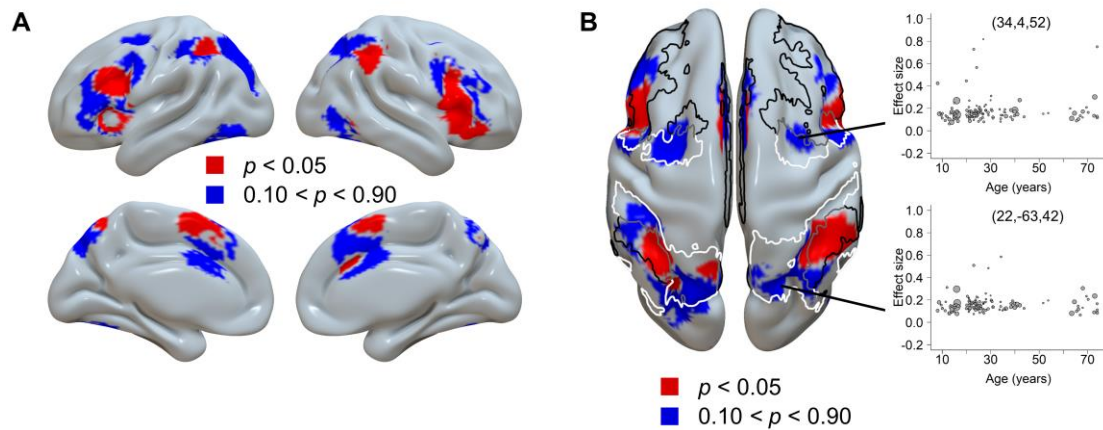 A
p < 0.05
0.10 < p < 0.90
B
p < 0.05
0.10 < p < 0.90
(34,4,52)
Effect size
1.0
0.8
0.6
0.4
0.2
0.0
-0.2
10 30 50 70
Age (years)
(22,-63,42)
Effect size
1.0
0.8
0.6
0.4
0.2
0.0
-0.2
10 30 50 70
Age (years)